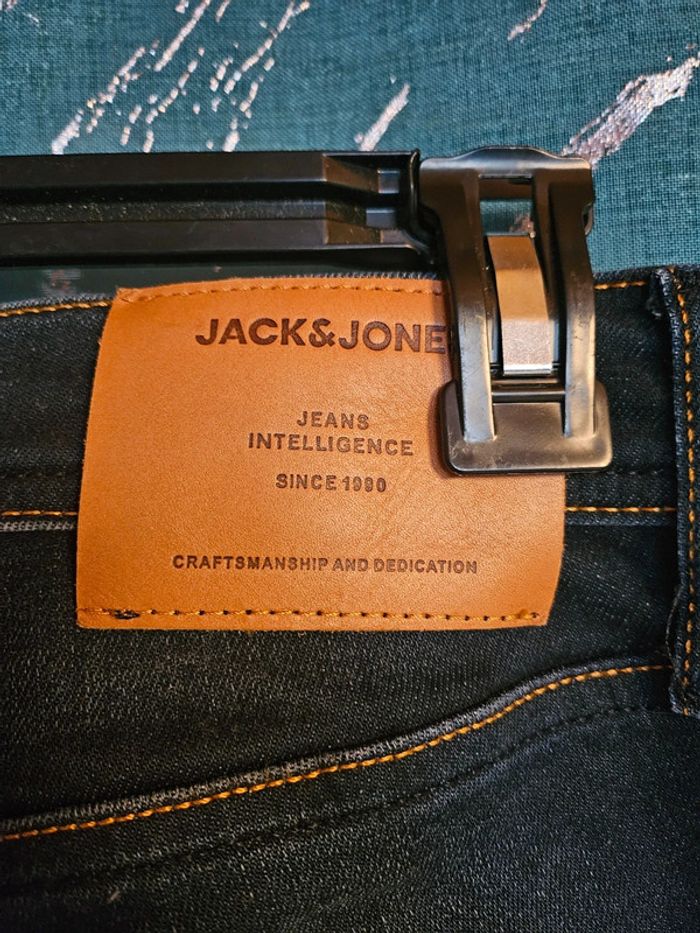 JACK&JONE
JEANS
INTELLIGENCE
SINCE 1990
CRAFTSMANSHIP AND DEDICATION